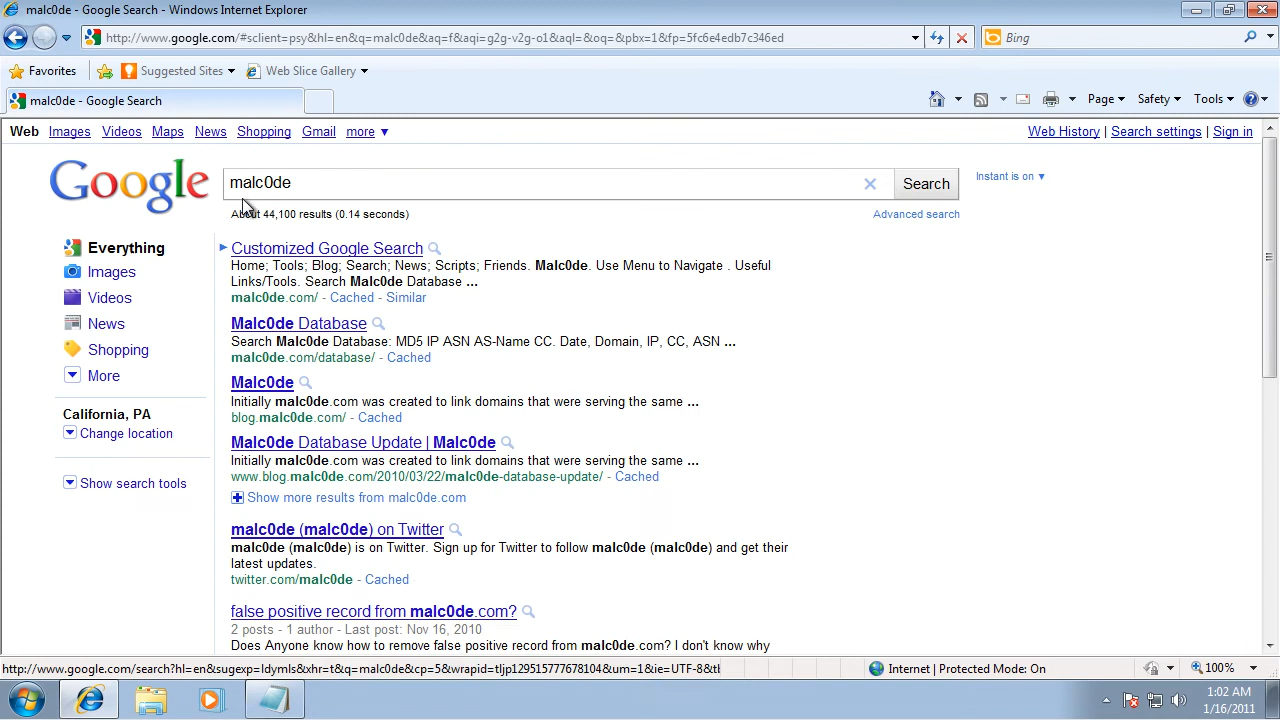 malc0de - Google Search - Windows Internet Explorer
http://www.google.com/#sclient=psy&hl=en&q=malc0de&aq=f&aqi=g2g-v2g-o1&aql=&oq=&pbx=1&fp=5fc6e4edb7c346ed
Bing
Favorites Suggested Sites Web Slice Gallery
malc0de - Google Search
Page Safety Tools
Web Images Videos Maps News Shopping Gmail more ▼
Web History | Search settings | Sign in
Google
malc0de
Search
Instant is on ▼
About 44,100 results (0.14 seconds)
Advanced search
Everything
Images
Videos
News
Shopping
More
California, PA
Change location
Show search tools
Customized Google Search
Home; Tools; Blog; Search; News; Scripts; Friends. Malc0de. Use Menu to Navigate . Useful
Links/Tools. Search Malc0de Database ...
malc0de.com/ - Cached - Similar
Malc0de Database
Search Malc0de Database: MD5 IP ASN AS-Name CC. Date, Domain, IP, CC, ASN ...
malc0de.com/database/ - Cached
Malc0de
Initially malc0de.com was created to link domains that were serving the same ...
blog.malc0de.com/ - Cached
Malc0de Database Update | Malc0de
Initially malc0de.com was created to link domains that were serving the same ...
www.blog.malc0de.com/2010/03/22/malc0de-database-update/ - Cached
Show more results from malc0de.com
malc0de (malc0de) on Twitter
malc0de (malc0de) is on Twitter. Sign up for Twitter to follow malc0de (malc0de) and get their
latest updates.
twitter.com/malc0de - Cached
false positive record from malc0de.com?
2 posts - 1 author - Last post: Nov 16, 2010
Does Anyone know how to remove false positive record from malc0de.com? I don't know why
http://www.google.com/search?hl=en&sugexp=ldymls&xhr=t&q=malc0de&cp=5&wrapid=tljp129515777678104&um=1&ie=UTF-8&
Internet | Protected Mode: On
100%
1:02 AM
1/16/2011